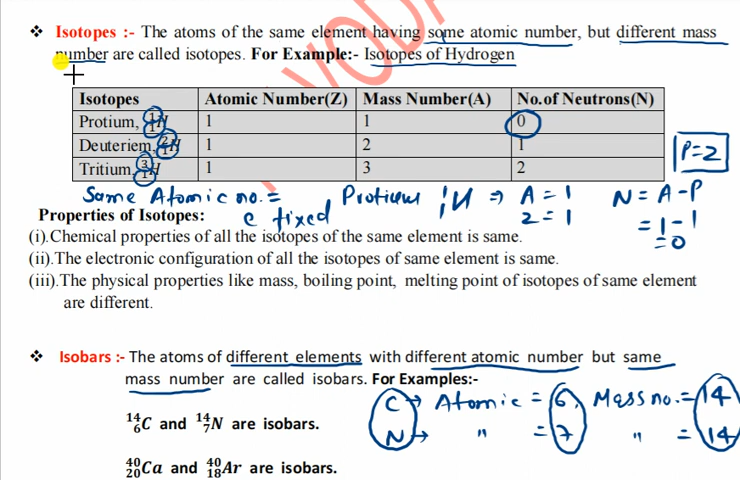 ❖ Isotopes :- The atoms of the same element having same atomic number, but different mass
number are called isotopes. For Example:- Isotopes of Hydrogen
Isotopes Atomic Number(Z) Mass Number(A) No.of Neutrons(N)
Protium, ¹₁H 1 1 0
Deuteriem, ²₁H 1 2 1 P=2
Tritium, ³₁H 1 3 2
Same Atomic no. = Protium ¹₁H ⇒ A = 1 N = A - P
Properties of Isotopes: e fixed 2 = 1 = 1 - 1
(i).Chemical properties of all the isotopes of the same element is same. = 0
(ii).The electronic configuration of all the isotopes of same element is same.
(iii).The physical properties like mass, boiling point, melting point of isotopes of same element
are different.
❖ Isobars :- The atoms of different elements with different atomic number but same
mass number are called isobars. For Examples:-
C → Atomic = 6, Mass no. = 14
¹⁴₆C and ¹⁴₇N are isobars. N → " = 7 " = 14
⁴⁰₂₀Ca and ⁴⁰₁₈Ar are isobars.